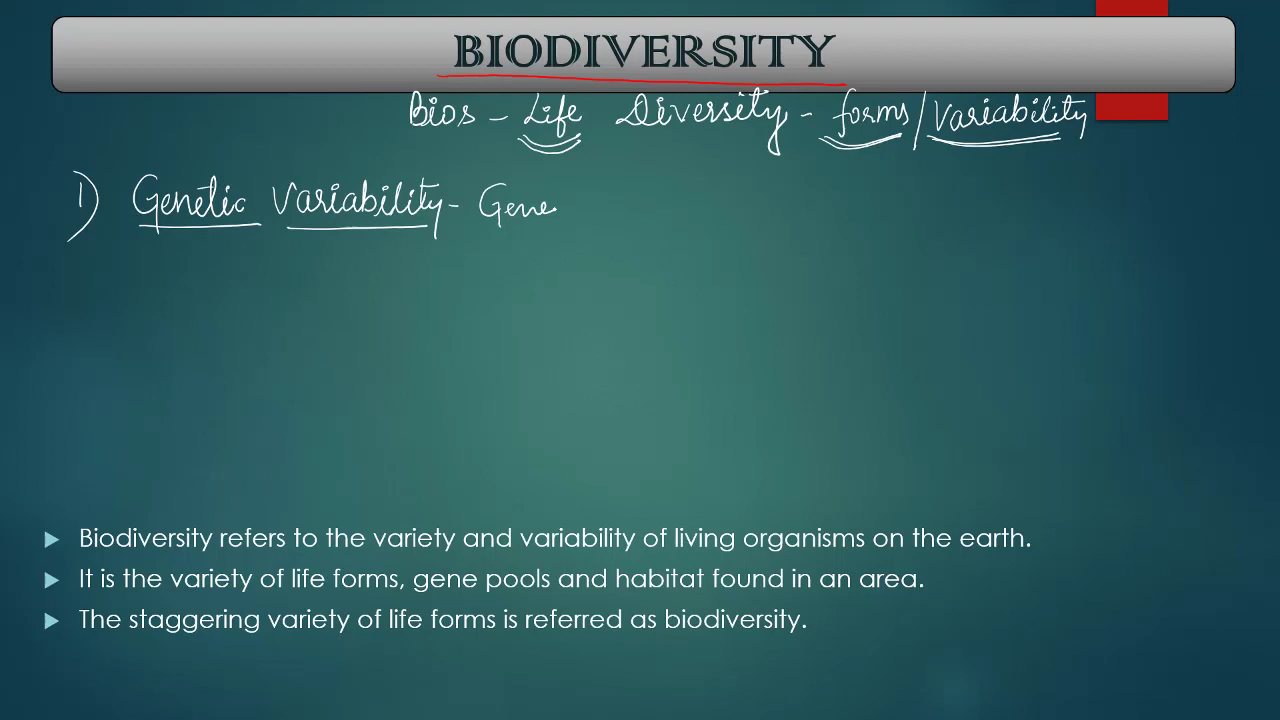 BIODIVERSITY
Bios - Life Diversity - forms/Variability
1) Genetic Variability - Gene
Biodiversity refers to the variety and variability of living organisms on the earth.
It is the variety of life forms, gene pools and habitat found in an area.
The staggering variety of life forms is referred as biodiversity.